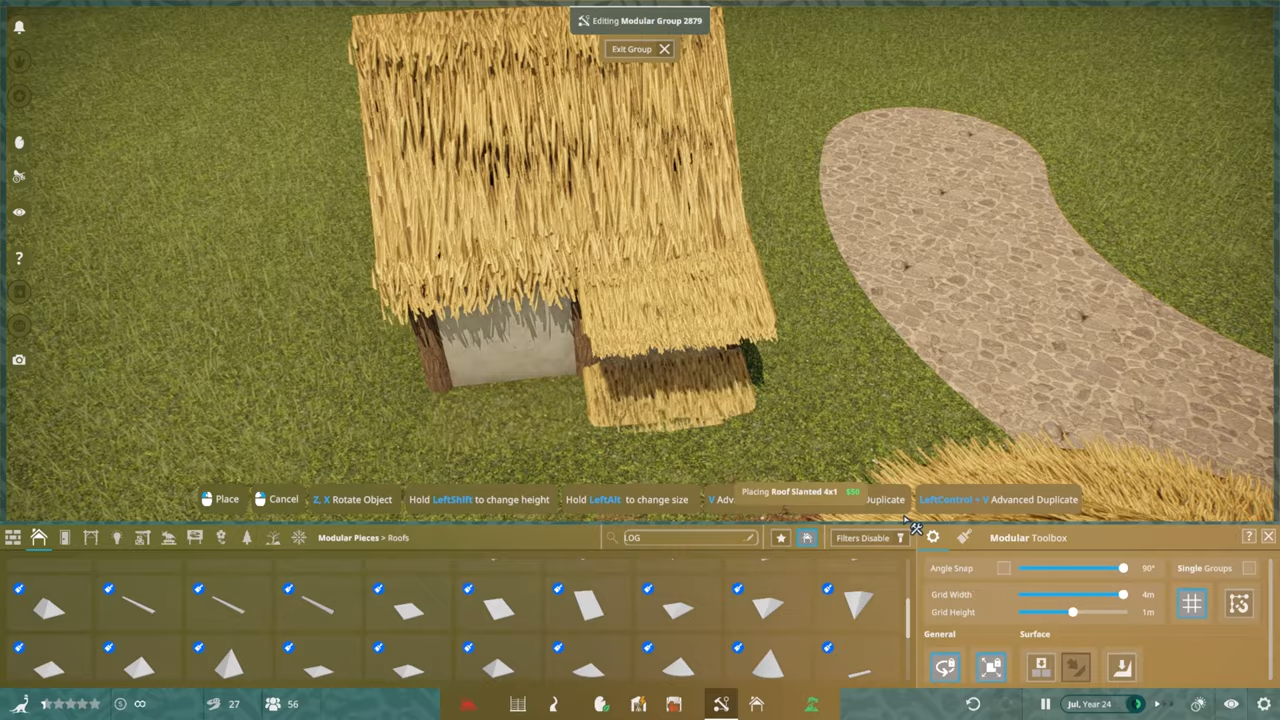 Editing Modular Group 2879
Exit Group
?
Place
Cancel
Z, X Rotate Object
Hold LeftShift to change height
Hold LeftAlt to change size
V Adv.
Placing Roof Slanted 4x1 $50
Duplicate
LeftControl + V Advanced Duplicate
Modular Pieces > Roofs
LOG
Filters Disable
Modular Toolbox
?
Angle Snap
90°
Single Groups
Grid Width
4m
Grid Height
1m
General
Surface
27
56
Jul, Year 24